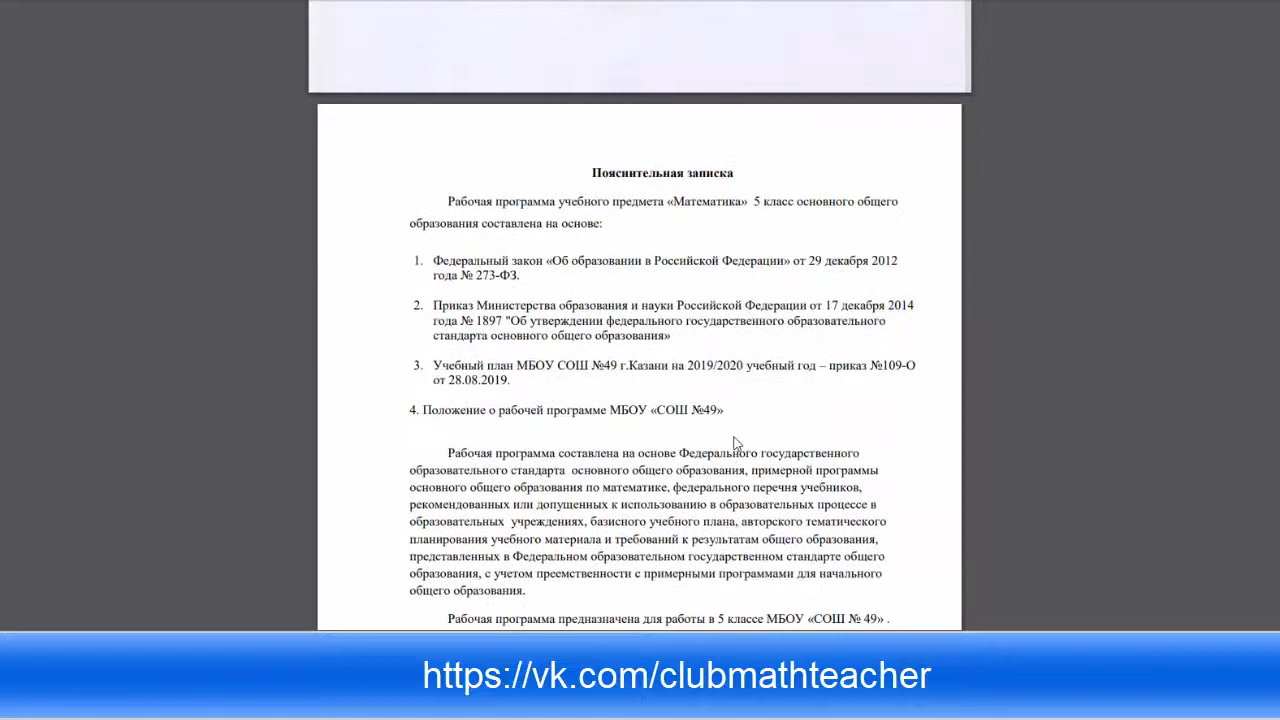 Пояснительная записка
Рабочая программа учебного предмета «Математика» 5 класс основного общего
образования составлена на основе:
1. Федеральный закон «Об образовании в Российской Федерации» от 29 декабря 2012
года № 273-ФЗ.
2. Приказ Министерства образования и науки Российской Федерации от 17 декабря 2014
года № 1897 "Об утверждении федерального государственного образовательного
стандарта основного общего образования»
3. Учебный план МБОУ СОШ №49 г.Казани на 2019/2020 учебный год – приказ №109-О
от 28.08.2019.
4. Положение о рабочей программе МБОУ «СОШ №49»
Рабочая программа составлена на основе Федерального государственного
образовательного стандарта основного общего образования, примерной программы
основного общего образования по математике, федерального перечня учебников,
рекомендованных или допущенных к использованию в образовательных процессе в
образовательных учреждениях, базисного учебного плана, авторского тематического
планирования учебного материала и требований к результатам общего образования,
представленных в Федеральном образовательном государственном стандарте общего
образования, с учетом преемственности с примерными программами для начального
общего образования.
Рабочая программа предназначена для работы в 5 классе МБОУ «СОШ № 49» .
https://vk.com/clubmathteacher